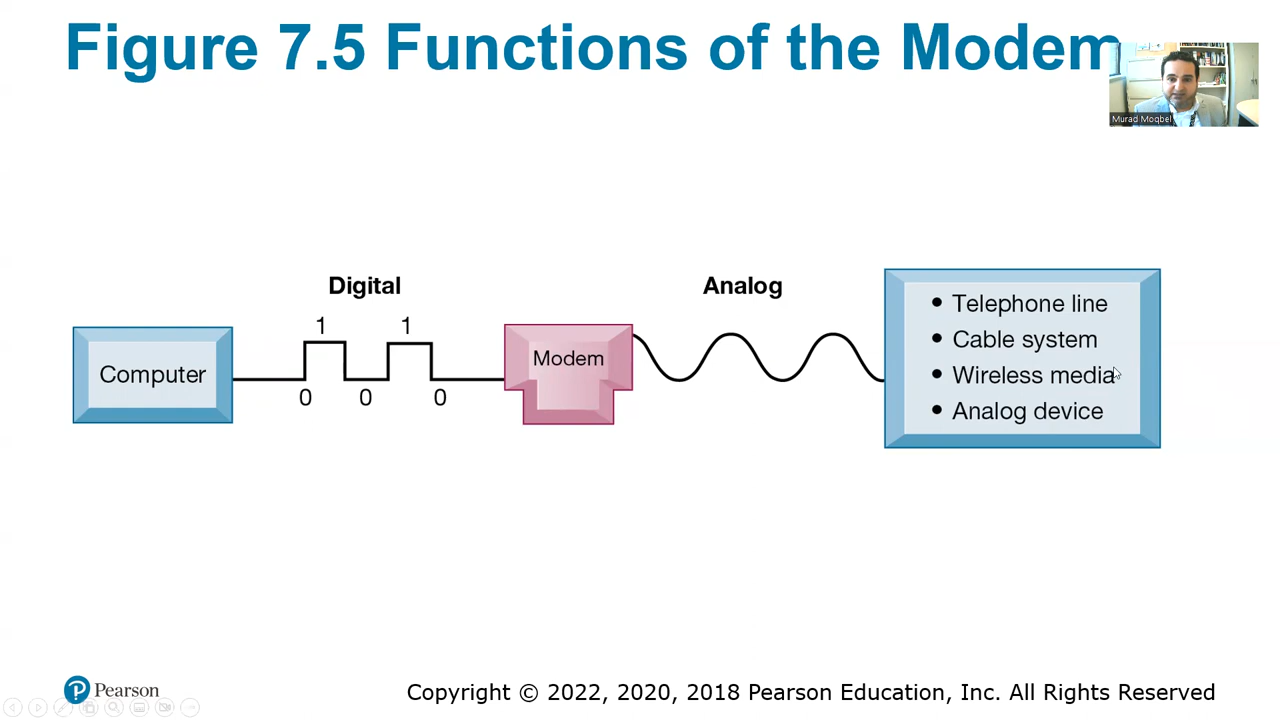 Figure 7.5 Functions of the Modem
Murad Moqbel
Digital
Analog
1 1
Computer
0 0 0
Modem
• Telephone line
• Cable system
• Wireless media
• Analog device
Pearson
Copyright © 2022, 2020, 2018 Pearson Education, Inc. All Rights Reserved